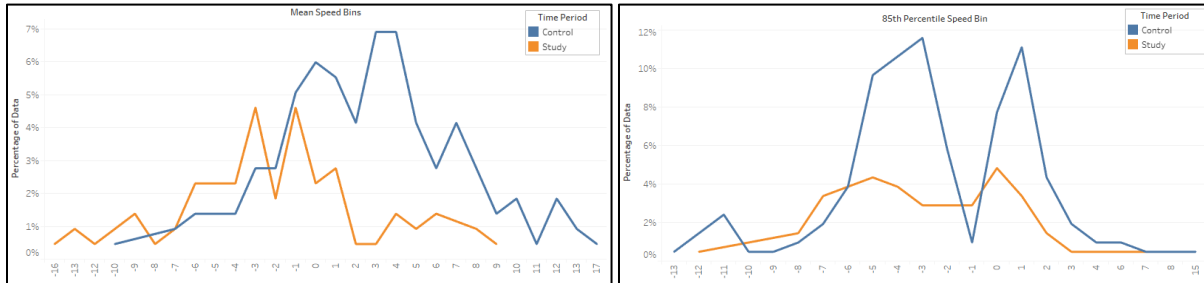 Mean Speed Bins
Time Period
Control
Study
Percentage of Data
7%
6%
5%
4%
3%
2%
1%
0%
-16 -13 -12 -10 -9 -8 -7 -6 -5 -4 -3 -2 -1 0 1 2 3 4 5 6 7 8 9 10 11 12 13 17
85th Percentile Speed Bin
Time Period
Control
Study
Percentage of Data
12%
10%
8%
6%
4%
2%
0%
-13 -12 -11 -10 -9 -8 -7 -6 -5 -4 -3 -2 -1 0 1 2 3 4 6 7 8 15